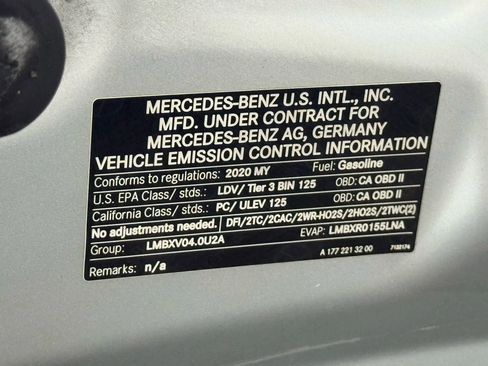 MERCEDES-BENZ U.S. INTL., INC.
MFD. UNDER CONTRACT FOR
MERCEDES-BENZ AG, GERMANY
VEHICLE EMISSION CONTROL INFORMATION
Conforms to regulations: 2020 MY Fuel: Gasoline
U.S. EPA Class/ stds.: LDV/ Tier 3 BIN 125 OBD: CA OBD II
California Class/ stds.: PC/ ULEV 125 OBD: CA OBD II
No adjustments needed. DFI/2TC/2CAC/2WR-HO2S/2HO2S/2TWC(2)
Group: LMBXV04.0U2A EVAP: LMBXR0155LNA
Remarks: n/a A 177 221 32 00 7132174